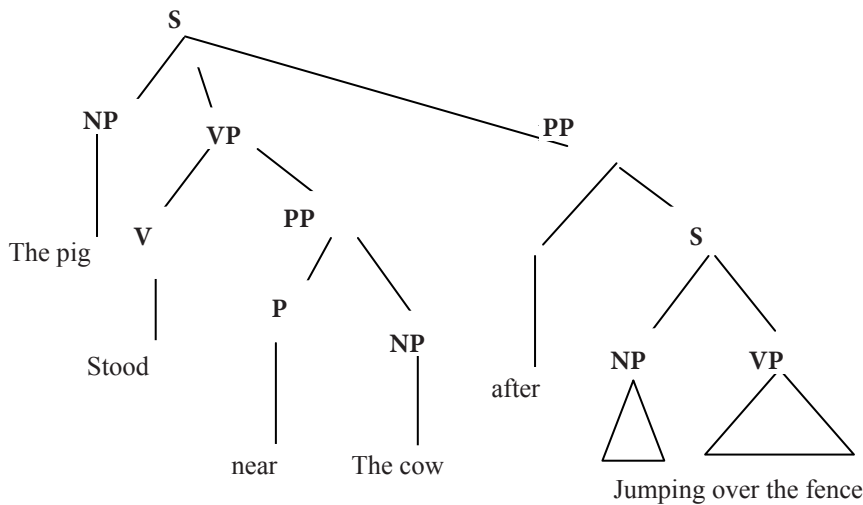 S
NP
VP
PP
The pig
V
PP
S
P
Stood
NP
after
NP
VP
near
The cow
Jumping over the fence